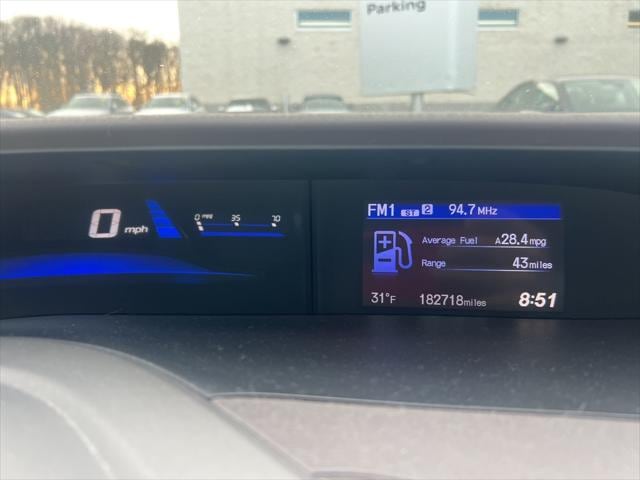 Parking
0 mph
0 MPG 35 70
FM1 ST 2 94.7 MHz
Average Fuel A28.4 mpg
Range 43 miles
31°F 182718 miles 8:51